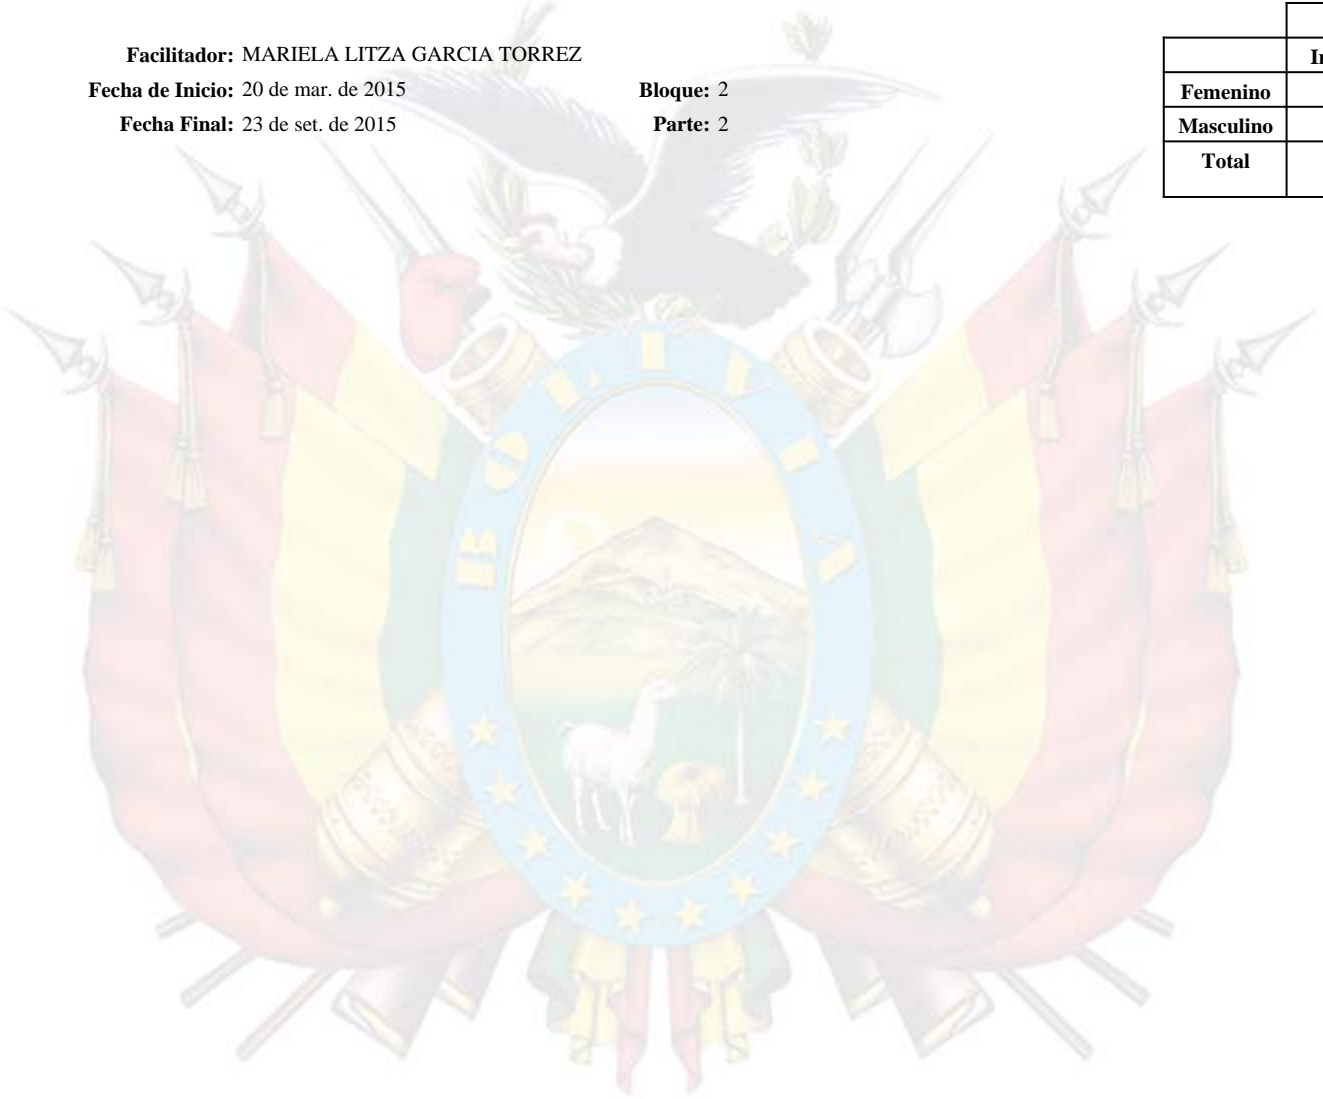 Facilitador: MARIELA LITZA GARCIA TORREZ
Fecha de Inicio: 20 de mar. de 2015 Bloque: 2
Fecha Final: 23 de set. de 2015 Parte: 2
Femenino
Masculino
Total
BOLIVIA